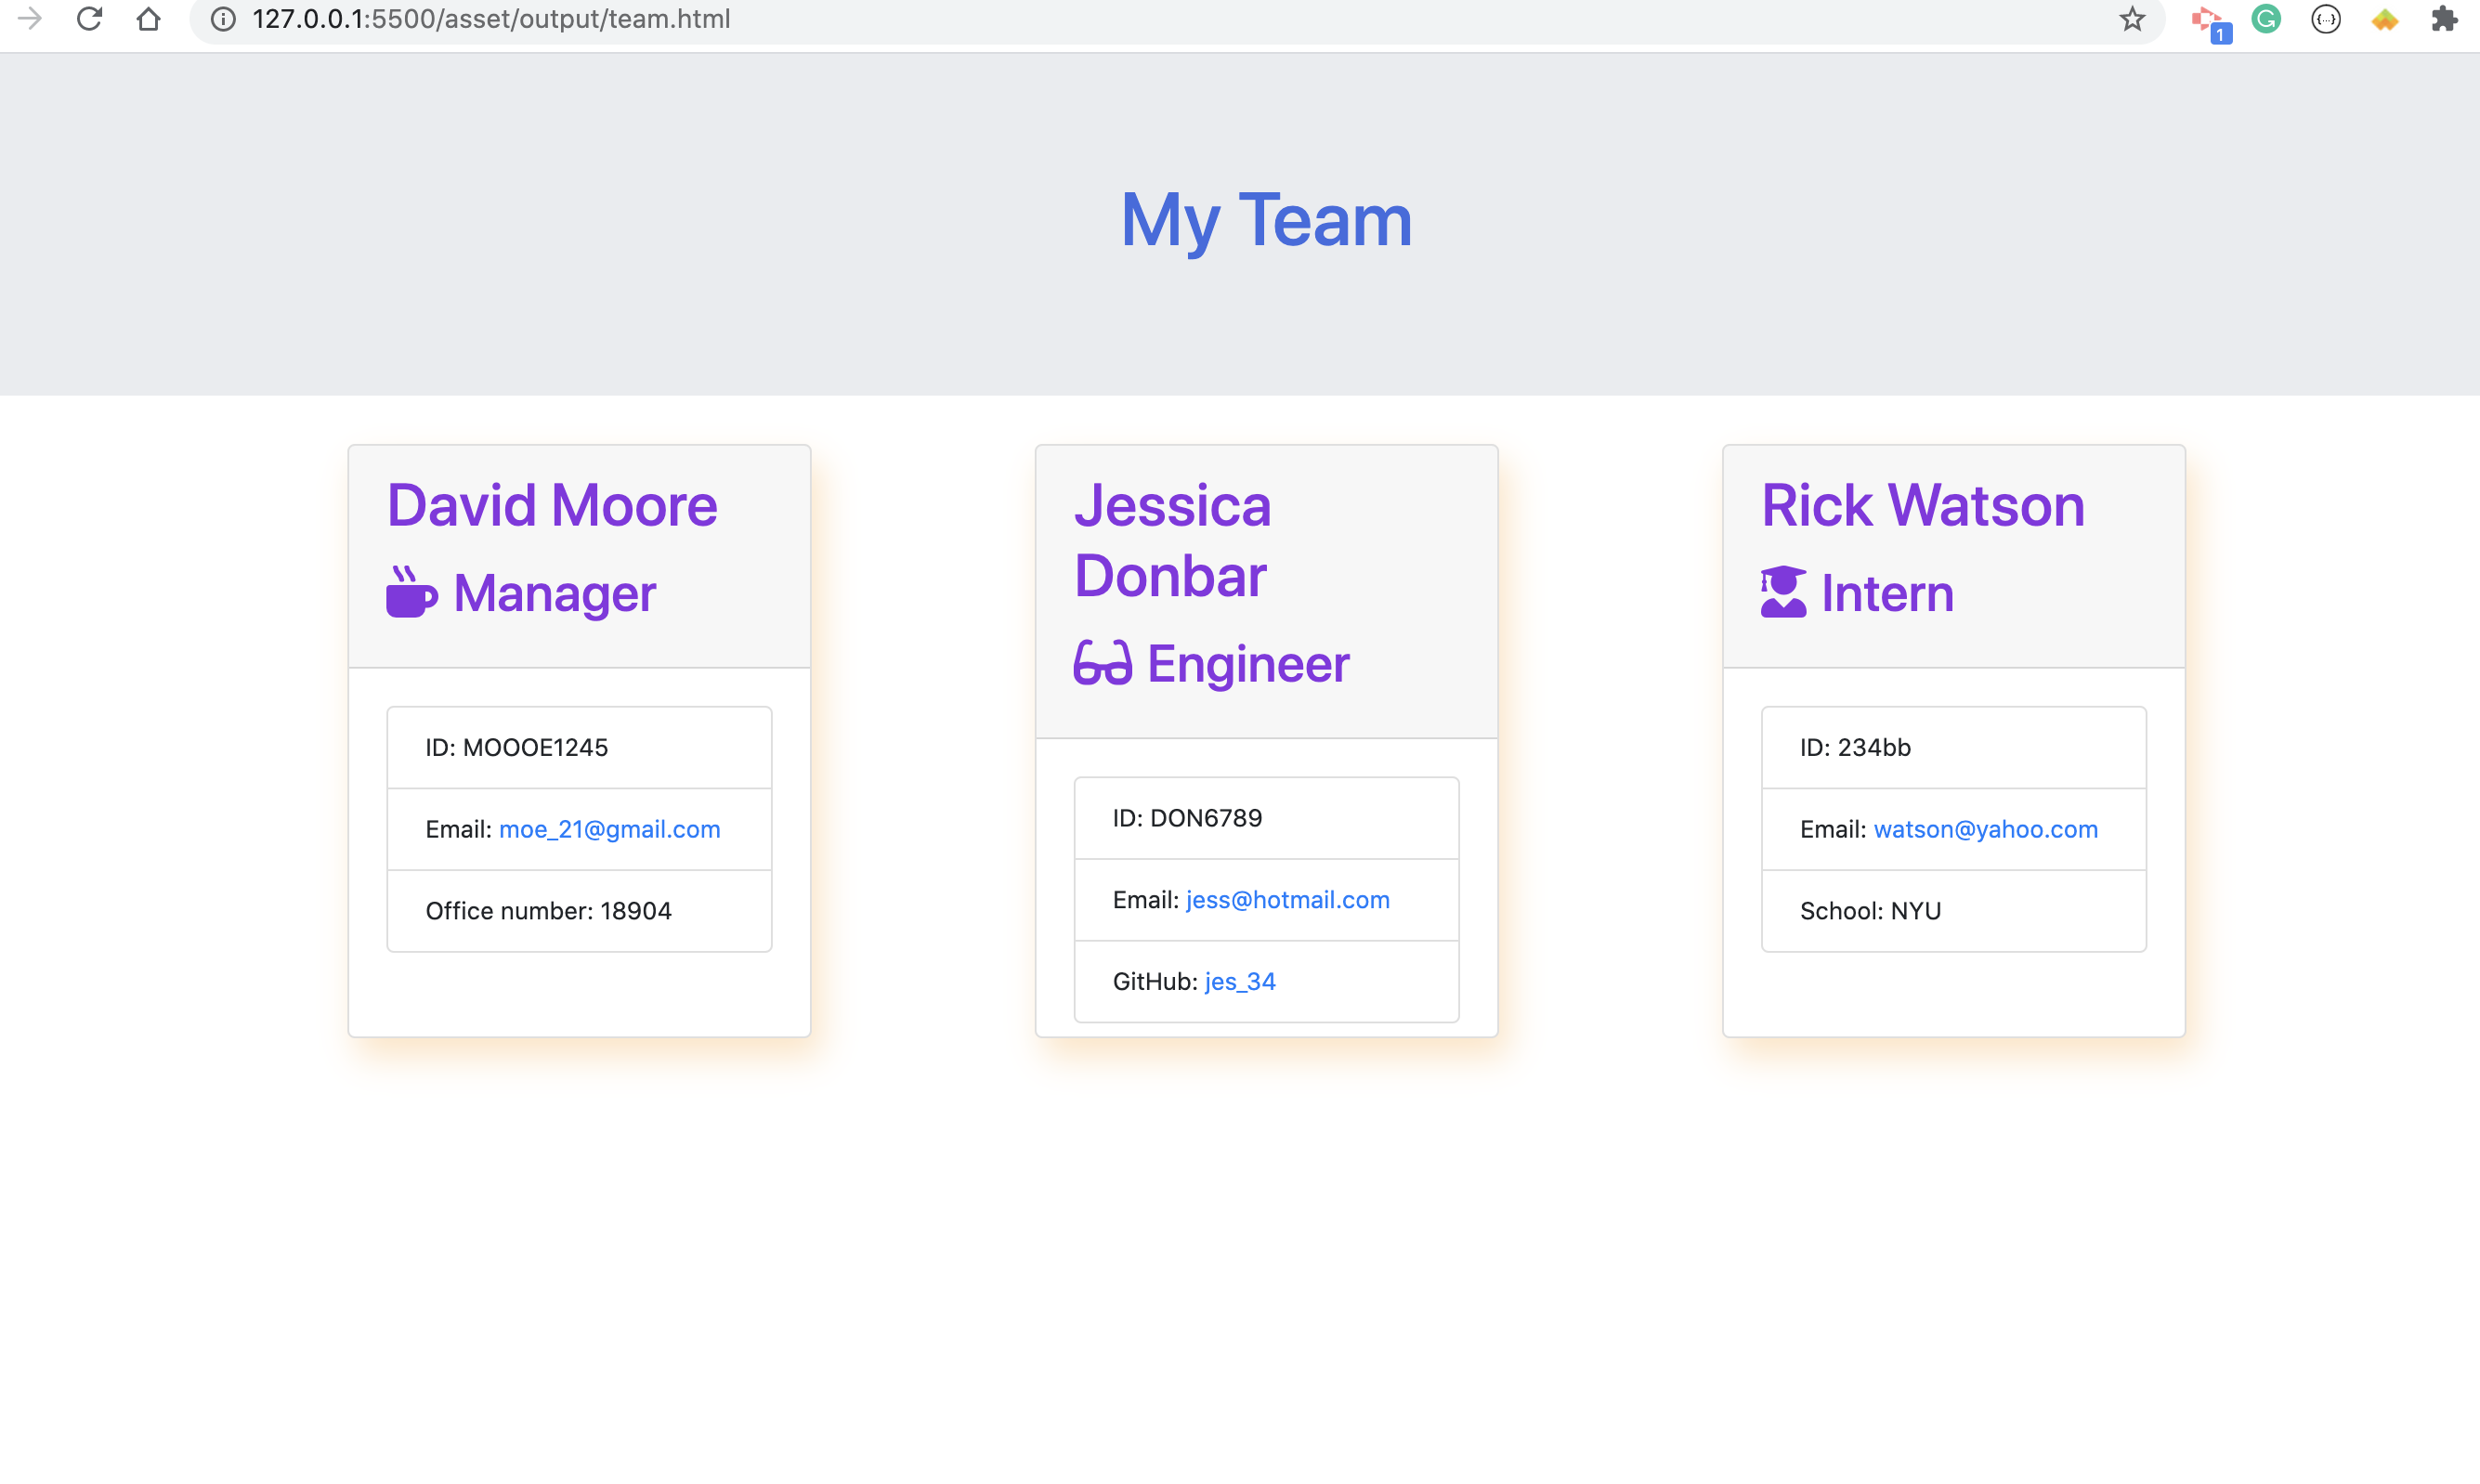 127.0.0.1:5500/asset/output/team.html
1
My Team
David Moore
Manager
ID: MOOOE1245
Email: moe_21@gmail.com
Office number: 18904
Jessica
Donbar
Engineer
ID: DON6789
Email: jess@hotmail.com
GitHub: jes_34
Rick Watson
Intern
ID: 234bb
Email: watson@yahoo.com
School: NYU